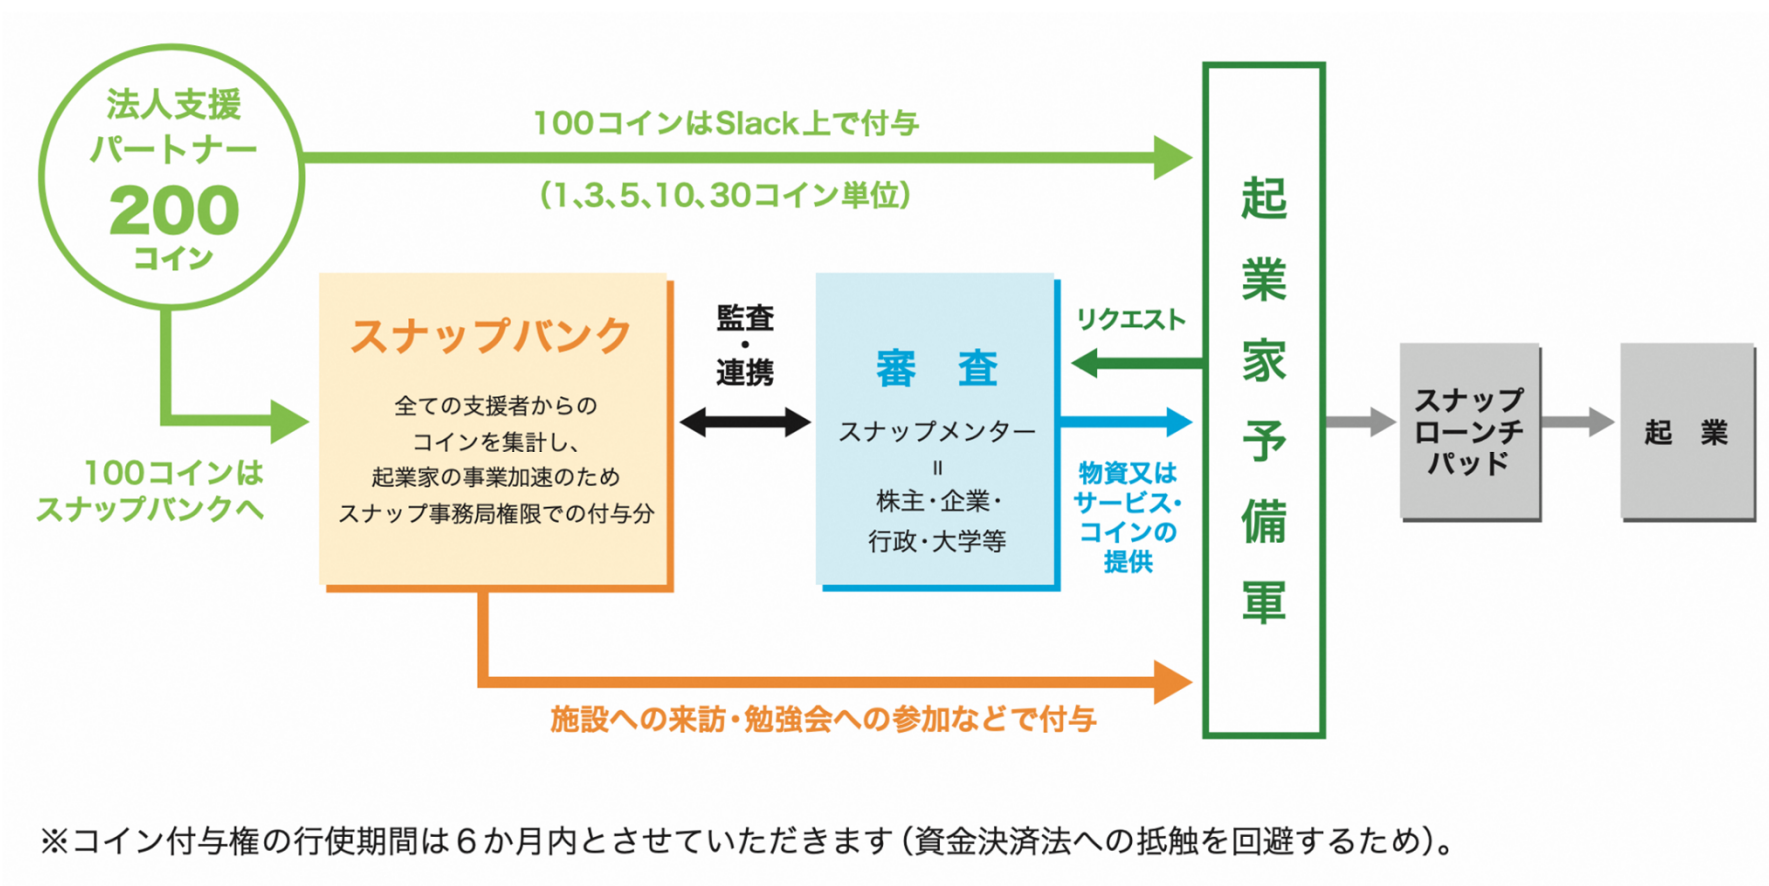 法人支援
パートナー
200
コイン
100コインはSlack上で付与
（1、3、5、10、30コイン単位）
100コインは
スナップバンクへ
スナップバンク
全ての支援者からの
コインを集計し、
起業家の事業加速のため
スナップ事務局権限での付与分
監査
・
連携
審　査
スナップメンター
＝
株主・企業・
行政・大学等
リクエスト
物資又は
サービス・
コインの
提供
施設への来訪・勉強会への参加などで付与
起業家予備軍
スナップ
ローンチ
パッド
起　業
※コイン付与権の行使期間は６か月内とさせていただきます（資金決済法への抵触を回避するため）。